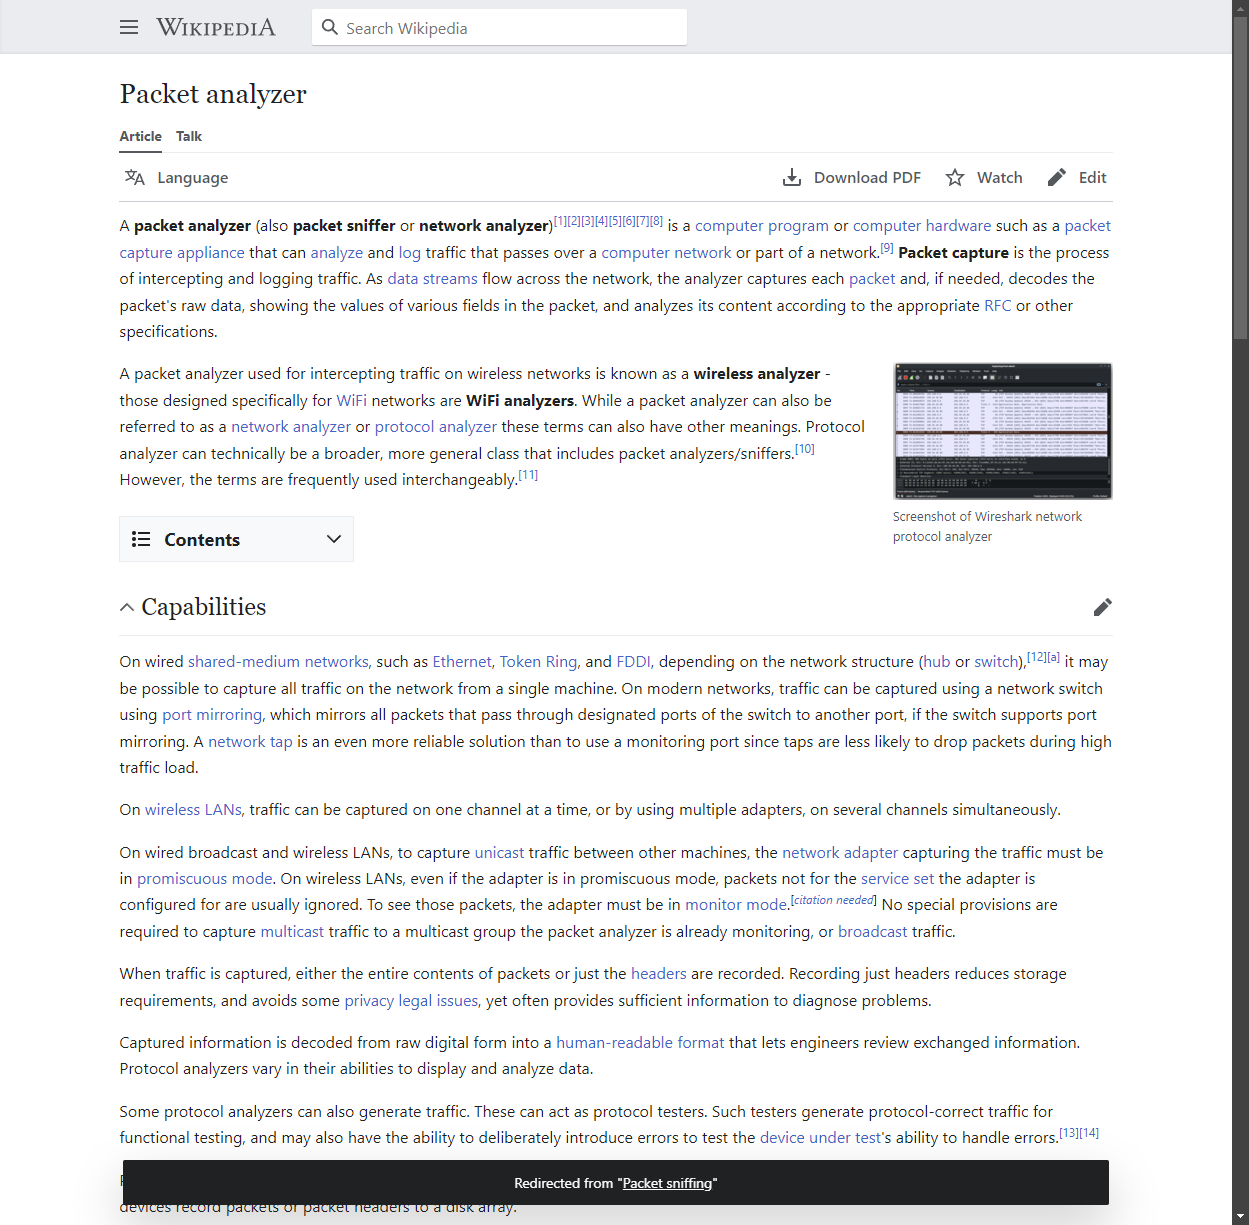 WIKIPEDIA
Search Wikipedia
Packet analyzer
Article Talk
Language Download PDF Watch Edit
A packet analyzer (also packet sniffer or network analyzer)[1][2][3][4][5][6][7][8] is a computer program or computer hardware such as a packet
capture appliance that can analyze and log traffic that passes over a computer network or part of a network.[9] Packet capture is the process
of intercepting and logging traffic. As data streams flow across the network, the analyzer captures each packet and, if needed, decodes the
packet's raw data, showing the values of various fields in the packet, and analyzes its content according to the appropriate RFC or other
specifications.
A packet analyzer used for intercepting traffic on wireless networks is known as a wireless analyzer -
those designed specifically for WiFi networks are WiFi analyzers. While a packet analyzer can also be
referred to as a network analyzer or protocol analyzer these terms can also have other meanings. Protocol
analyzer can technically be a broader, more general class that includes packet analyzers/sniffers.[10]
However, the terms are frequently used interchangeably.[11]
Screenshot of Wireshark network
protocol analyzer
Contents
Capabilities
On wired shared-medium networks, such as Ethernet, Token Ring, and FDDI, depending on the network structure (hub or switch),[12][a] it may
be possible to capture all traffic on the network from a single machine. On modern networks, traffic can be captured using a network switch
using port mirroring, which mirrors all packets that pass through designated ports of the switch to another port, if the switch supports port
mirroring. A network tap is an even more reliable solution than to use a monitoring port since taps are less likely to drop packets during high
traffic load.
On wireless LANs, traffic can be captured on one channel at a time, or by using multiple adapters, on several channels simultaneously.
On wired broadcast and wireless LANs, to capture unicast traffic between other machines, the network adapter capturing the traffic must be
in promiscuous mode. On wireless LANs, even if the adapter is in promiscuous mode, packets not for the service set the adapter is
configured for are usually ignored. To see those packets, the adapter must be in monitor mode.[citation needed] No special provisions are
required to capture multicast traffic to a multicast group the packet analyzer is already monitoring, or broadcast traffic.
When traffic is captured, either the entire contents of packets or just the headers are recorded. Recording just headers reduces storage
requirements, and avoids some privacy legal issues, yet often provides sufficient information to diagnose problems.
Captured information is decoded from raw digital form into a human-readable format that lets engineers review exchanged information.
Protocol analyzers vary in their abilities to display and analyze data.
Some protocol analyzers can also generate traffic. These can act as protocol testers. Such testers generate protocol-correct traffic for
functional testing, and may also have the ability to deliberately introduce errors to test the device under test's ability to handle errors.[13][14]
Redirected from "Packet sniffing"
devices record packets or packet headers to a disk array.